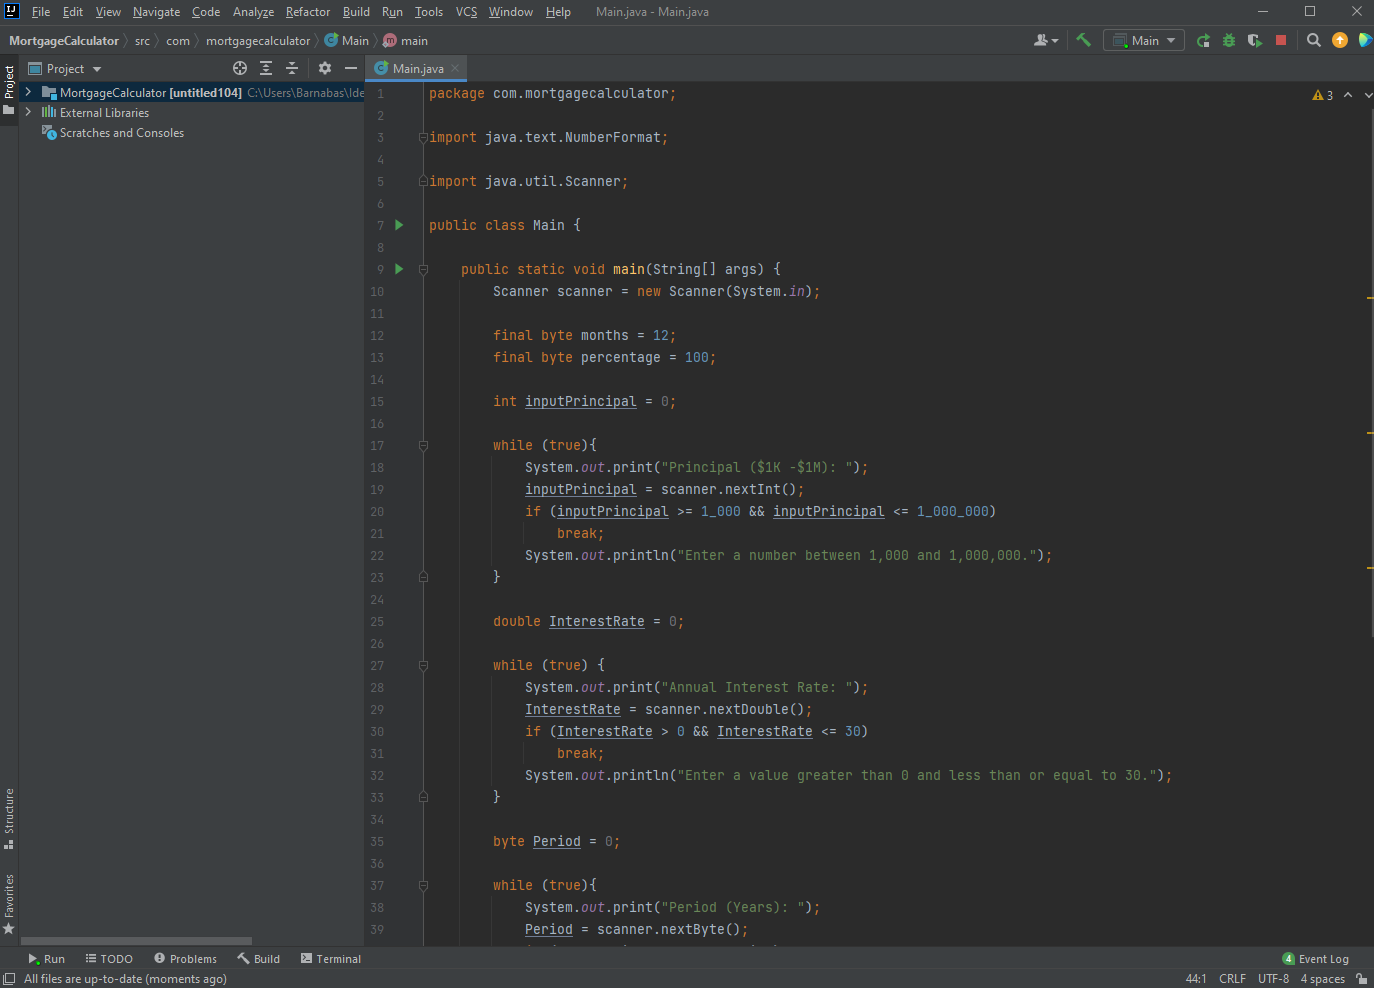 File Edit View Navigate Code Analyze Refactor Build Run Tools VCS Window Help Main.java - Main.java
MortgageCalculator src com mortgagecalculator Main main
Main
Project
Project
Main.java
MortgageCalculator [untitled104] C:\Users\Barnabas\Ide
External Libraries
Scratches and Consoles
3
1 package com.mortgagecalculator;
2
3 import java.text.NumberFormat;
4
5 import java.util.Scanner;
6
7 public class Main {
8
9 public static void main(String[] args) {
10 Scanner scanner = new Scanner(System.in);
11
12 final byte months = 12;
13 final byte percentage = 100;
14
15 int inputPrincipal = 0;
16
17 while (true){
18 System.out.print("Principal ($1K -$1M): ");
19 inputPrincipal = scanner.nextInt();
20 if (inputPrincipal >= 1_000 && inputPrincipal <= 1_000_000)
21 break;
22 System.out.println("Enter a number between 1,000 and 1,000,000.");
23 }
24
25 double InterestRate = 0;
26
27 while (true) {
28 System.out.print("Annual Interest Rate: ");
29 InterestRate = scanner.nextDouble();
30 if (InterestRate > 0 && InterestRate <= 30)
31 break;
32 System.out.println("Enter a value greater than 0 and less than or equal to 30.");
33 }
34
35 byte Period = 0;
36
37 while (true){
38 System.out.print("Period (Years): ");
39 Period = scanner.nextByte();
Structure
Favorites
Run TODO Problems Build Terminal 4 Event Log
All files are up-to-date (moments ago) 44:1 CRLF UTF-8 4 spaces